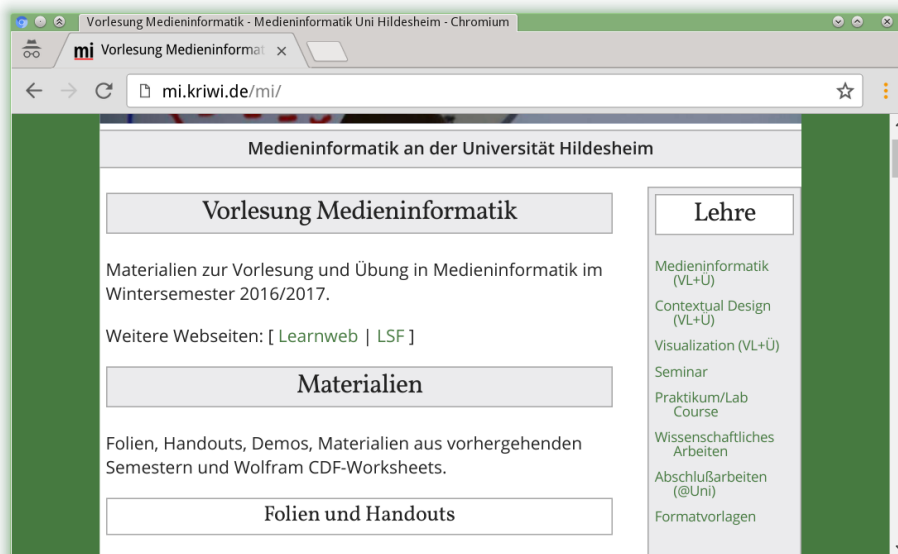 Vorlesung Medieninformatik - Medieninformatik Uni Hildesheim - Chromium
mi Vorlesung Medieninformat
mi.kriwi.de/mi/
Medieninformatik an der Universität Hildesheim
Vorlesung Medieninformatik
Materialien zur Vorlesung und Übung in Medieninformatik im
Wintersemester 2016/2017.
Weitere Webseiten: [ Learnweb | LSF ]
Materialien
Folien, Handouts, Demos, Materialien aus vorhergehenden
Semestern und Wolfram CDF-Worksheets.
Folien und Handouts
Lehre
Medieninformatik
(VL+Ü)
Contextual Design
(VL+Ü)
Visualization (VL+Ü)
Seminar
Praktikum/Lab
Course
Wissenschaftliches
Arbeiten
Abschlußarbeiten
(@Uni)
Formatvorlagen